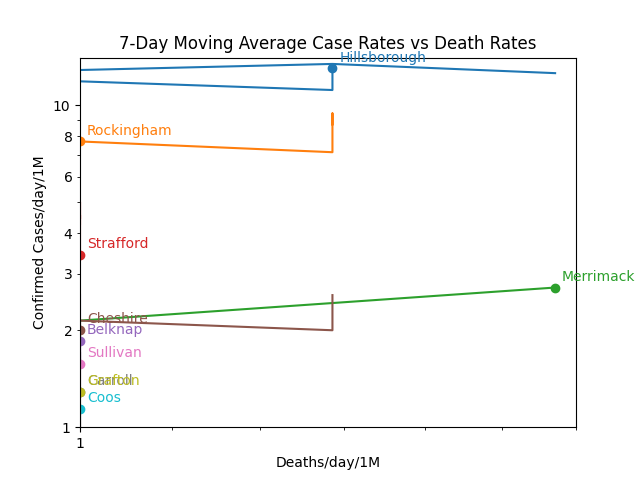 7-Day Moving Average Case Rates vs Death Rates
Hillsborough
10
Rockingham
8
6
Strafford
4
Merrimack
3
Cheshire
2
Belknap
Sullivan
Carroll
Grafton
Coos
1
1
Confirmed Cases/day/1M
Deaths/day/1M